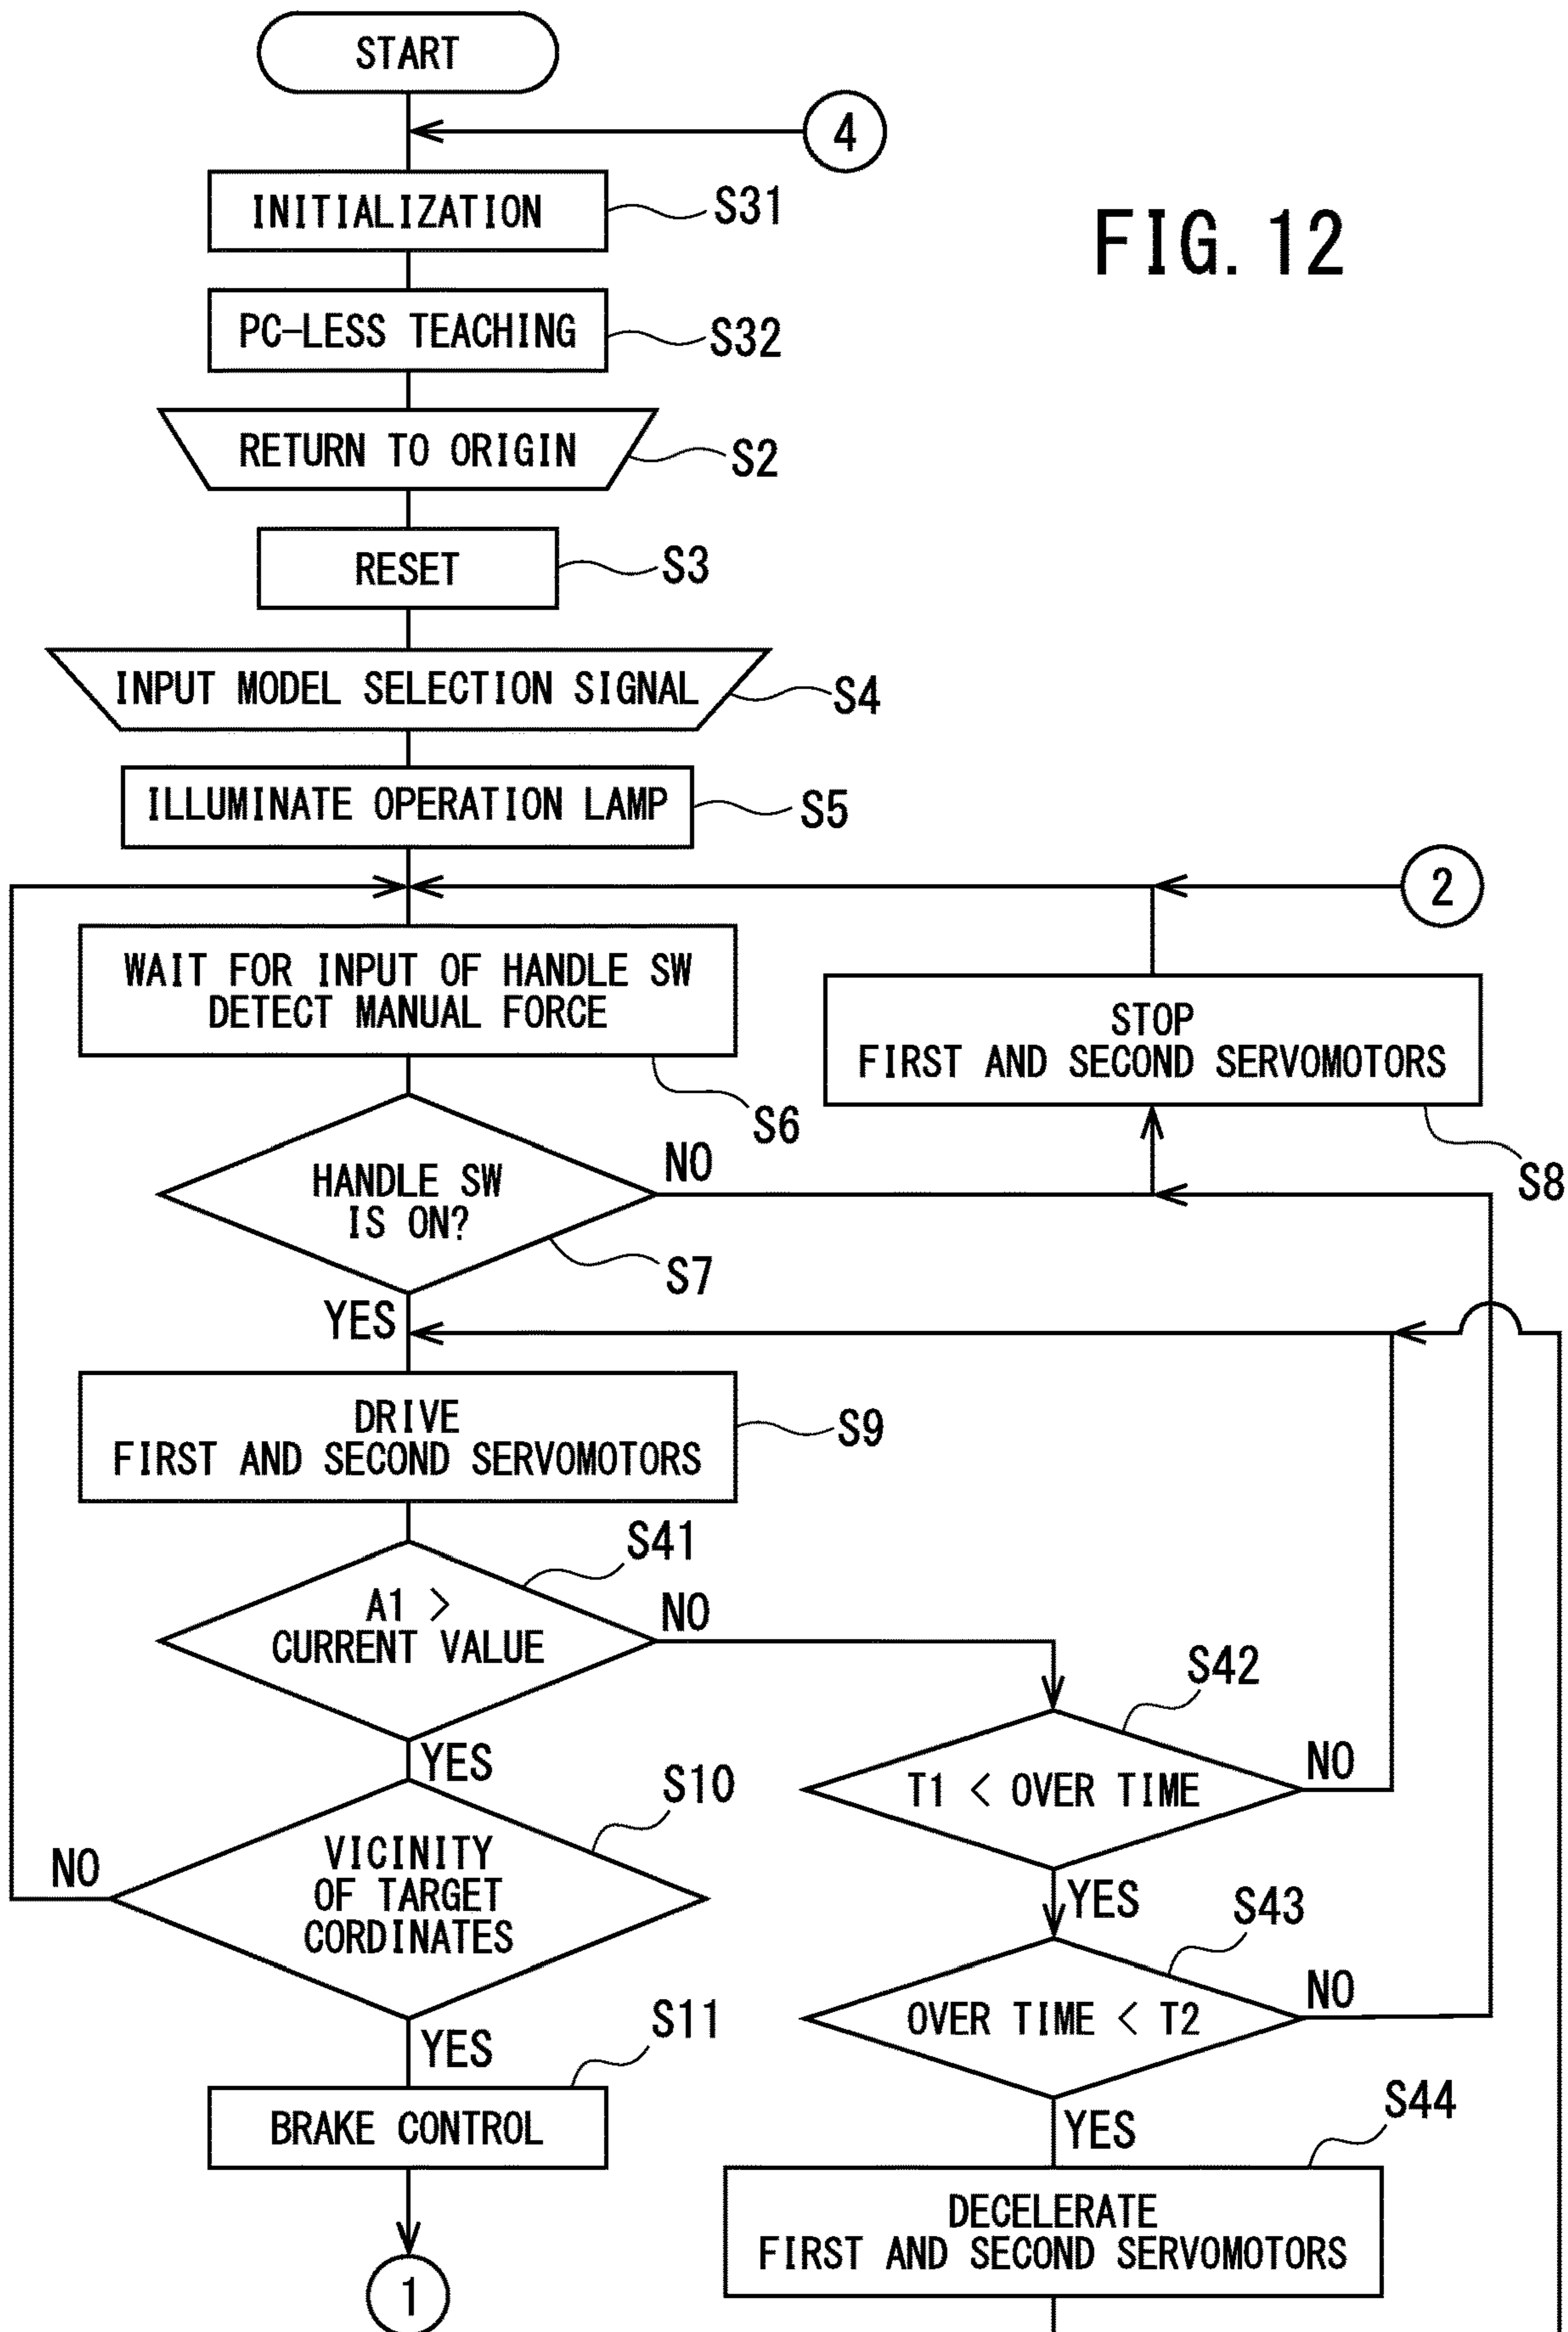 START
4
INITIALIZATION
S31
FIG. 12
PC-LESS TEACHING
S32
RETURN TO ORIGIN
S2
RESET
S3
INPUT MODEL SELECTION SIGNAL
S4
ILLUMINATE OPERATION LAMP
S5
2
WAIT FOR INPUT OF HANDLE SW
DETECT MANUAL FORCE
S6
STOP
FIRST AND SECOND SERVOMOTORS
S8
HANDLE SW
IS ON?
NO
S7
YES
DRIVE
FIRST AND SECOND SERVOMOTORS
S9
A1 >
CURRENT VALUE
S41
NO
YES
T1 < OVER TIME
S42
NO
YES
VICINITY
OF TARGET
CORDINATES
S10
NO
YES
OVER TIME < T2
S43
NO
YES
BRAKE CONTROL
S11
DECELERATE
FIRST AND SECOND SERVOMOTORS
S44
1